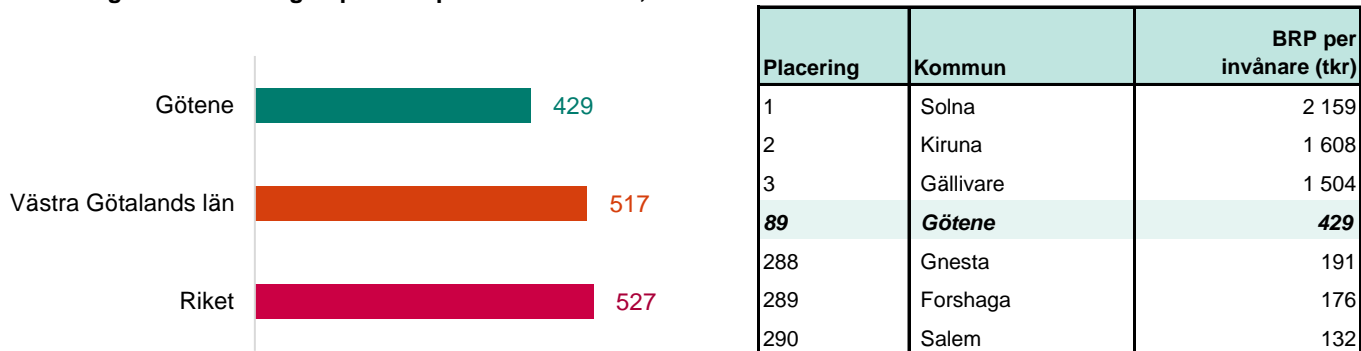 Götene 429
Västra Götalands län 517
Riket 527
Placering Kommun BRP per invånare (tkr)
1 Solna 2 159
2 Kiruna 1 608
3 Gällivare 1 504
89 Götene 429
288 Gnesta 191
289 Forshaga 176
290 Salem 132